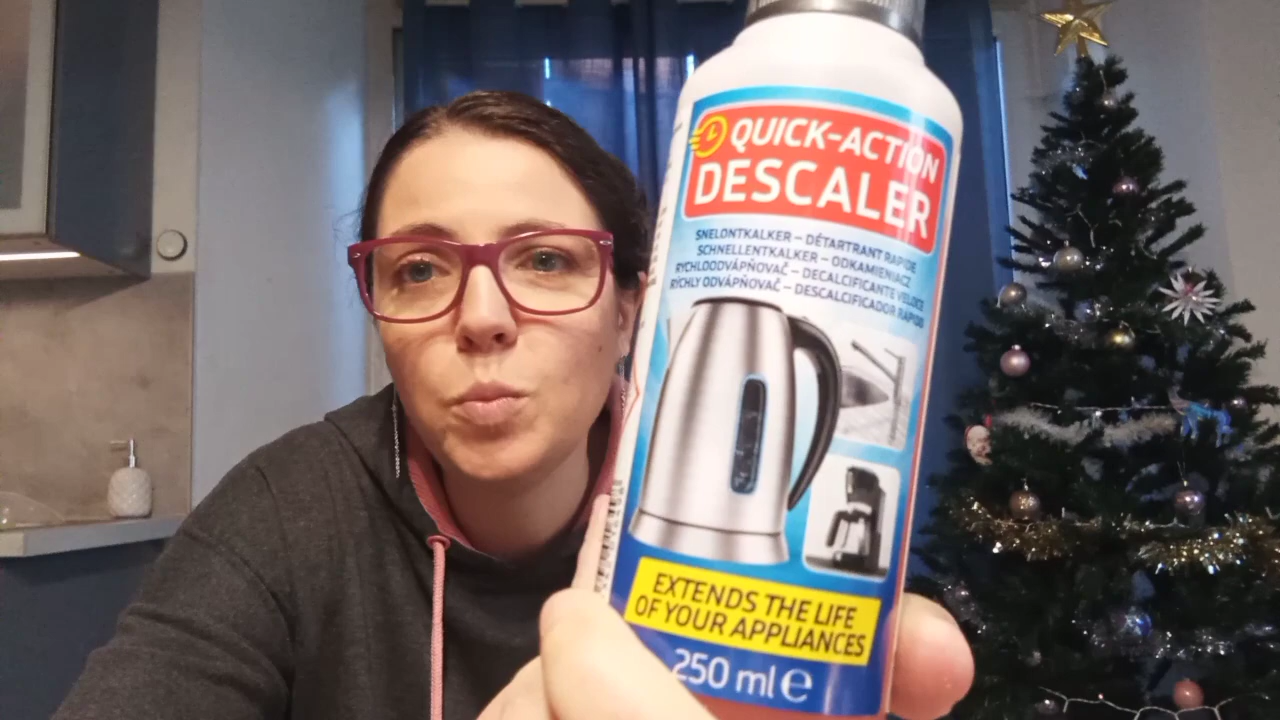 QUICK-ACTION
DESCALER
SNELONTKALKER – DÉTARTRANT RAPIDE
SCHNELLENTKALKER – ODKAMIENIACZ
RYCHLOODVÁPŇOVAČ – DECALCIFICANTE VELOCE
RÝCHLY ODVÁPŇOVAČ – DESCALCIFICADOR RÁPIDO
EXTENDS THE LIFE
OF YOUR APPLIANCES
250 ml e